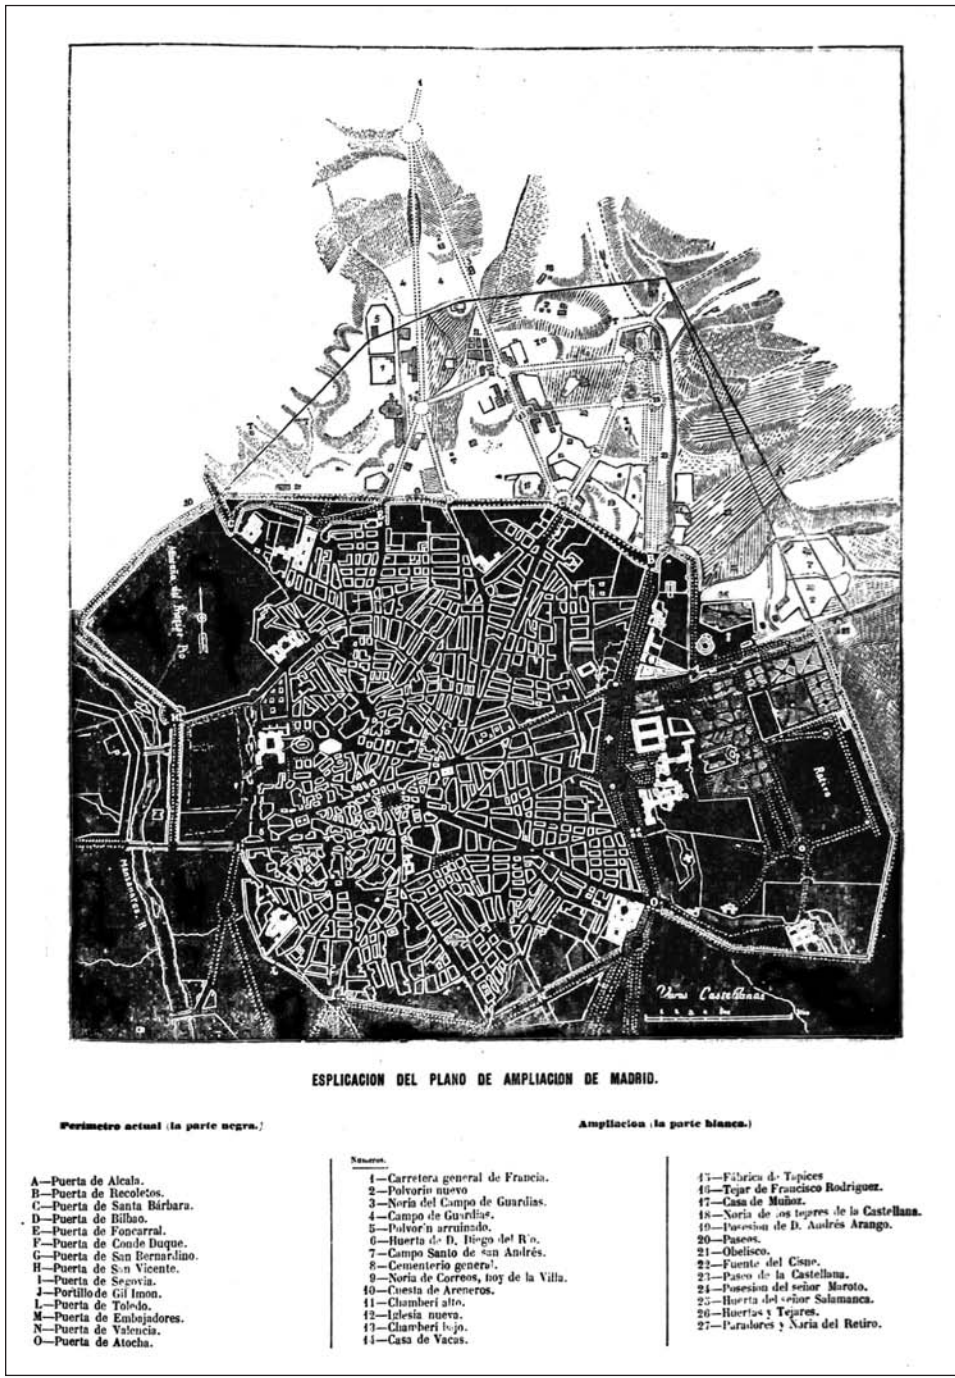 Montaña del Príncipe Pío
Retiro
Manzanares R.
Varas Castellanas
ESPLICACION DEL PLANO DE AMPLIACION DE MADRID.
Perímetro actual (la parte negra.)
A—Puerta de Alcala.
B—Puerta de Recoletos.
C—Puerta de Santa Bárbara.
D—Puerta de Bilbao.
E—Puerta de Foncarral.
F—Puerta de Conde Duque.
G—Puerta de San Bernardino.
H—Puerta de San Vicente.
I—Puerta de Segovia.
J—Portillo de Gil Imon.
L—Puerta de Toledo.
M—Puerta de Embajadores.
N—Puerta de Valencia.
O—Puerta de Atocha.
Ampliacion (la parte blanca.)
Números.
1—Carretera general de Francia.
2—Polvorin nuevo
3—Noria del Campo de Guardias.
4—Campo de Guardias.
5—Polvorin arruinado.
6—Huerta de D. Diego del Rio.
7—Campo Santo de san Andrés.
8—Cementerio general.
9—Noria de Correos, hoy de la Villa.
10—Cuesta de Areneros.
11—Chamberí alto.
12—Iglesia nueva.
13—Chamberí bajo.
14—Casa de Vacas.
15—Fábrica de Tapices
16—Tejar de Francisco Rodriguez.
17—Casa de Muñoz.
18—Noria de los tejares de la Castellana.
19—Posesion de D. Andrés Arango.
20—Paseos.
21—Obelisco.
22—Fuente del Cisne.
23—Paseo de la Castellana.
24—Posesion del señor Maroto.
25—Huerta del señor Salamanca.
26—Huertas y Tejares.
27—Paradores y Noria del Retiro.